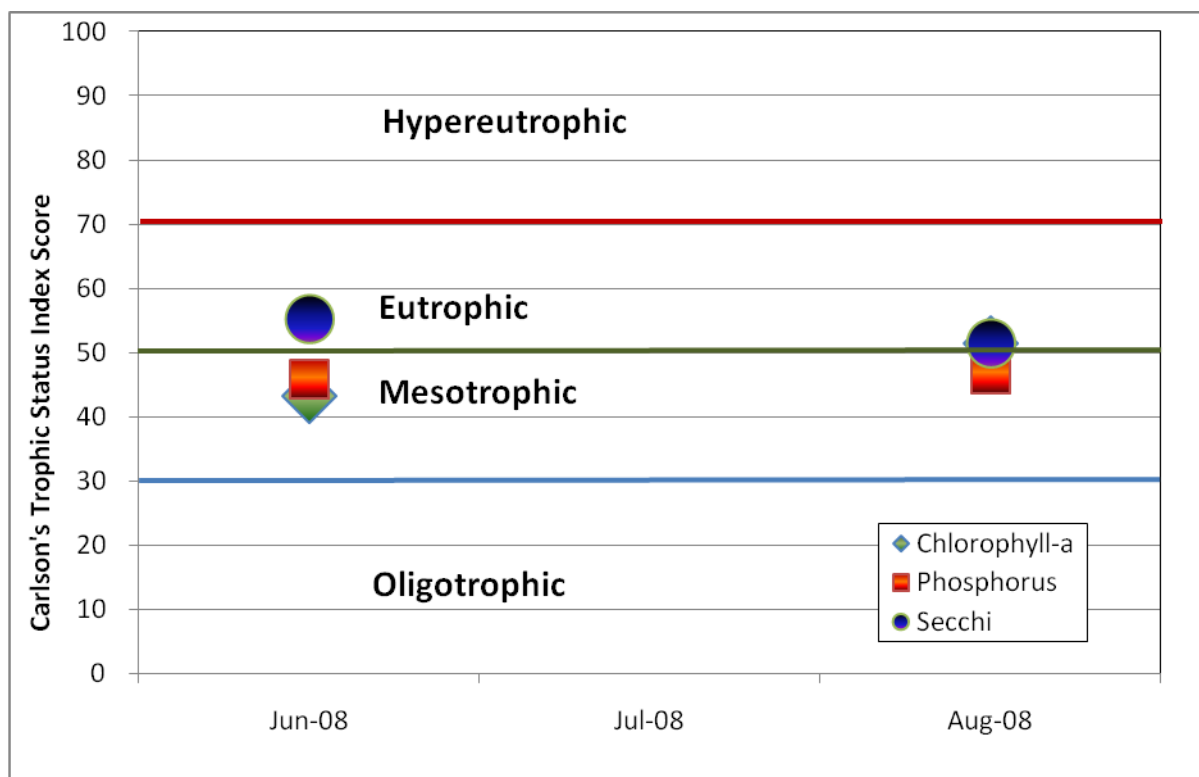 Carlson's Trophic Status Index Score
100
90
80
70
60
50
40
30
20
10
0
Hypereutrophic
Eutrophic
Mesotrophic
Oligotrophic
Chlorophyll-a
Phosphorus
Secchi
Jun-08
Jul-08
Aug-08